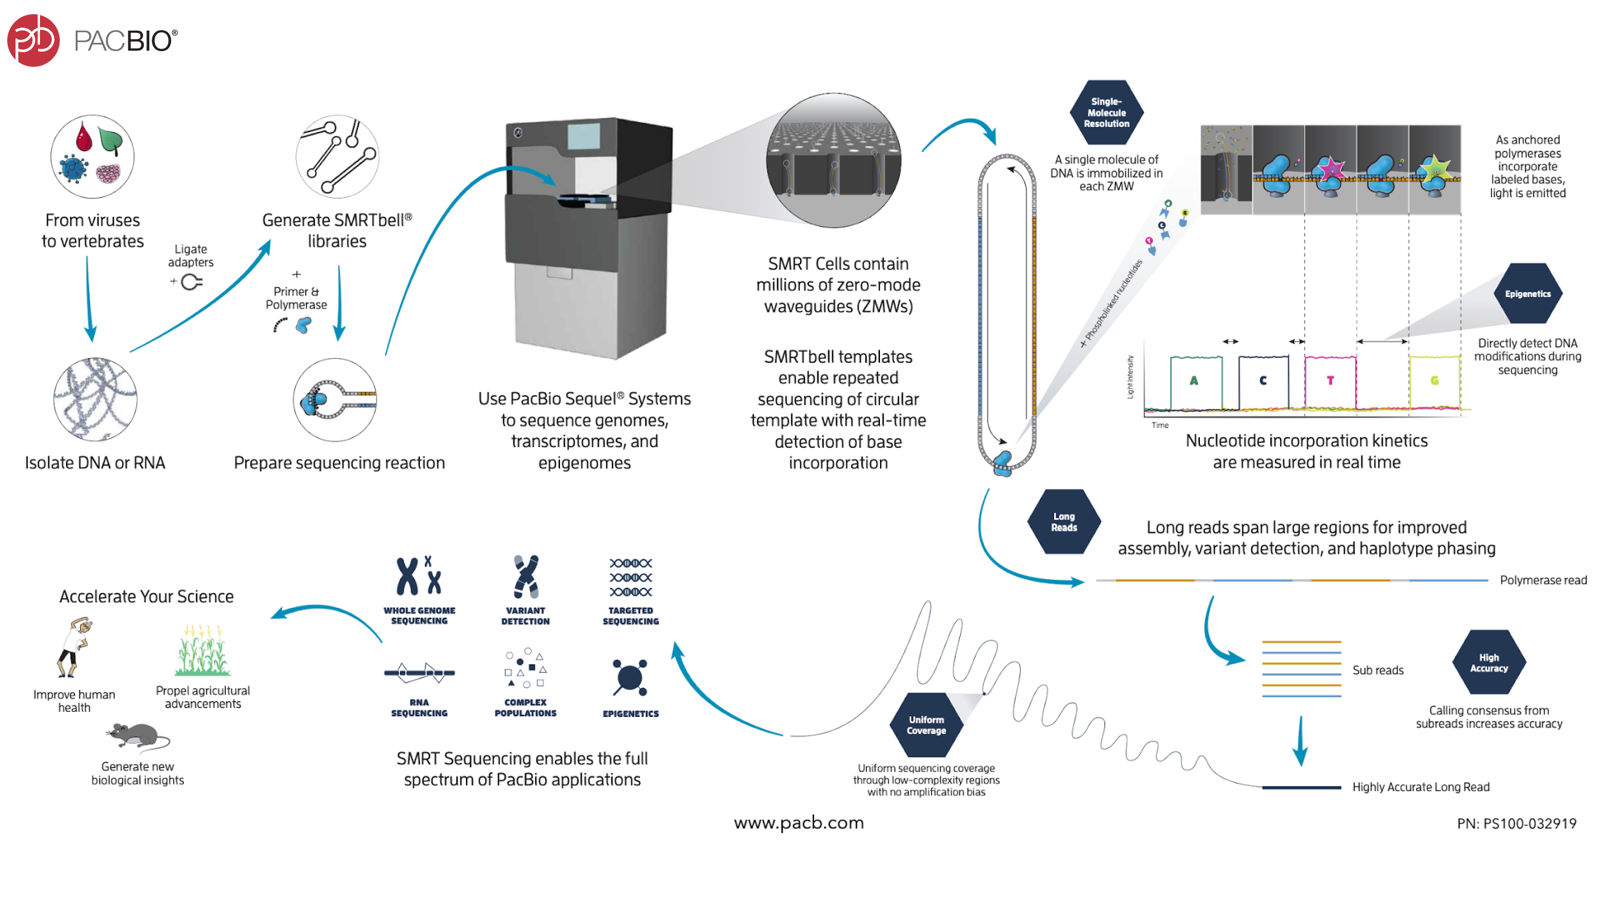 pb PACBIO®
From viruses
to vertebrates
Ligate
adapters
+
Isolate DNA or RNA
Generate SMRTbell®
libraries
+
Primer &
Polymerase
Prepare sequencing reaction
Use PacBio Sequel® Systems
to sequence genomes,
transcriptomes, and
epigenomes
SMRT Cells contain
millions of zero-mode
waveguides (ZMWs)
SMRTbell templates
enable repeated
sequencing of circular
template with real-time
detection of base
incorporation
Single-
Molecule
Resolution
A single molecule of
DNA is immobilized in
each ZMW
+ Phospholinked nucleotides
A
C
T
G
As anchored
polymerases
incorporate
labeled bases,
light is emitted
Epigenetics
Directly detect DNA
modifications during
sequencing
Light Intensity
A
C
T
G
Time
Nucleotide incorporation kinetics
are measured in real time
Long
Reads
Long reads span large regions for improved
assembly, variant detection, and haplotype phasing
Polymerase read
Sub reads
High
Accuracy
Calling consensus from
subreads increases accuracy
Highly Accurate Long Read
Uniform
Coverage
Uniform sequencing coverage
through low-complexity regions
with no amplification bias
WHOLE GENOME
SEQUENCING
VARIANT
DETECTION
TARGETED
SEQUENCING
RNA
SEQUENCING
COMPLEX
POPULATIONS
EPIGENETICS
SMRT Sequencing enables the full
spectrum of PacBio applications
Accelerate Your Science
Improve human
health
Propel agricultural
advancements
Generate new
biological insights
www.pacb.com
PN: PS100-032919